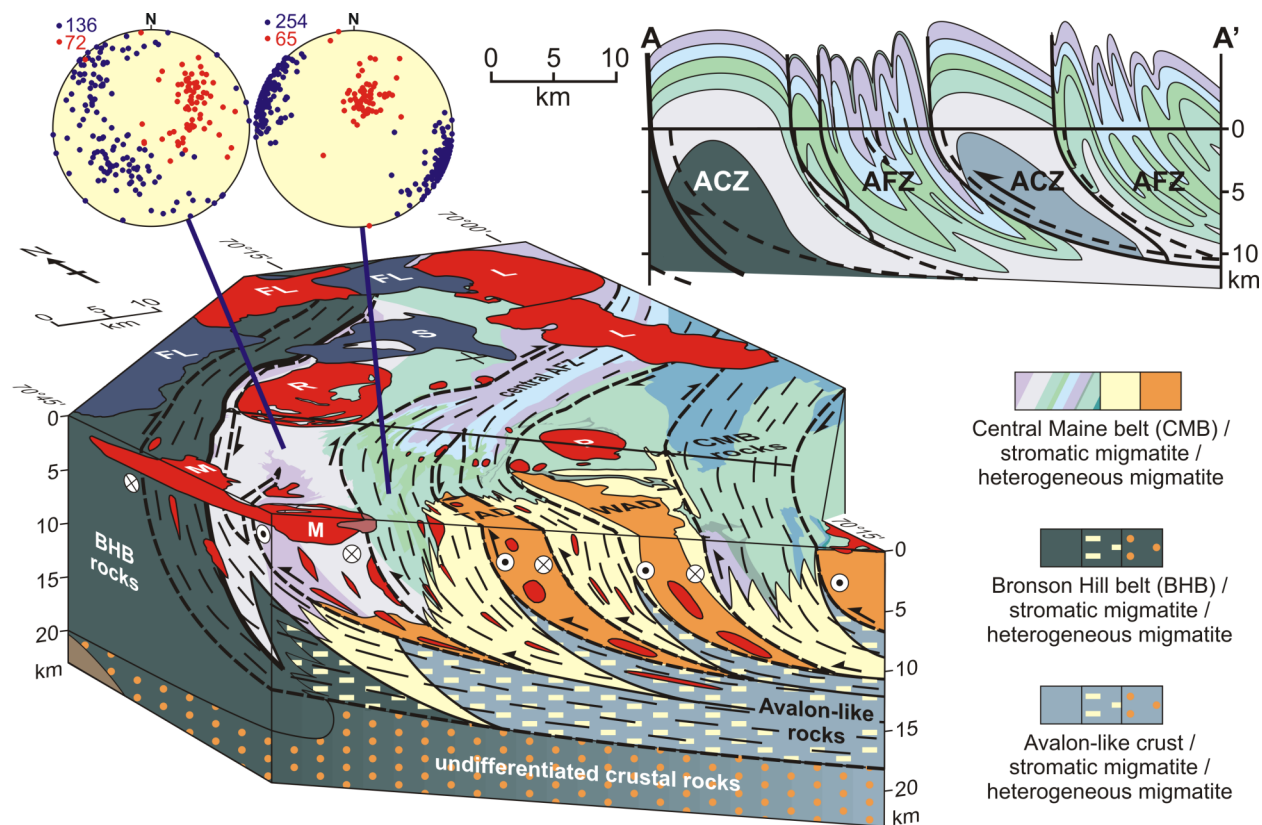 136
72
N
254
65
N
0 5 10
km
A
A'
ACZ
AFZ
ACZ
AFZ
0
5
10
km
N
0 5 10
km
70°45'
70°15'
70°00'
FL
FL
FL
L
L
S
R
P
M
M
central AFZ
CMB
rocks
TAD
WAD
70°15'
0
5
10
15
20
km
BHB
rocks
0
5
10
15
20
km
Avalon-like
rocks
undifferentiated crustal rocks
Central Maine belt (CMB) /
stromatic migmatite /
heterogeneous migmatite
Bronson Hill belt (BHB) /
stromatic migmatite /
heterogeneous migmatite
Avalon-like crust /
stromatic migmatite /
heterogeneous migmatite